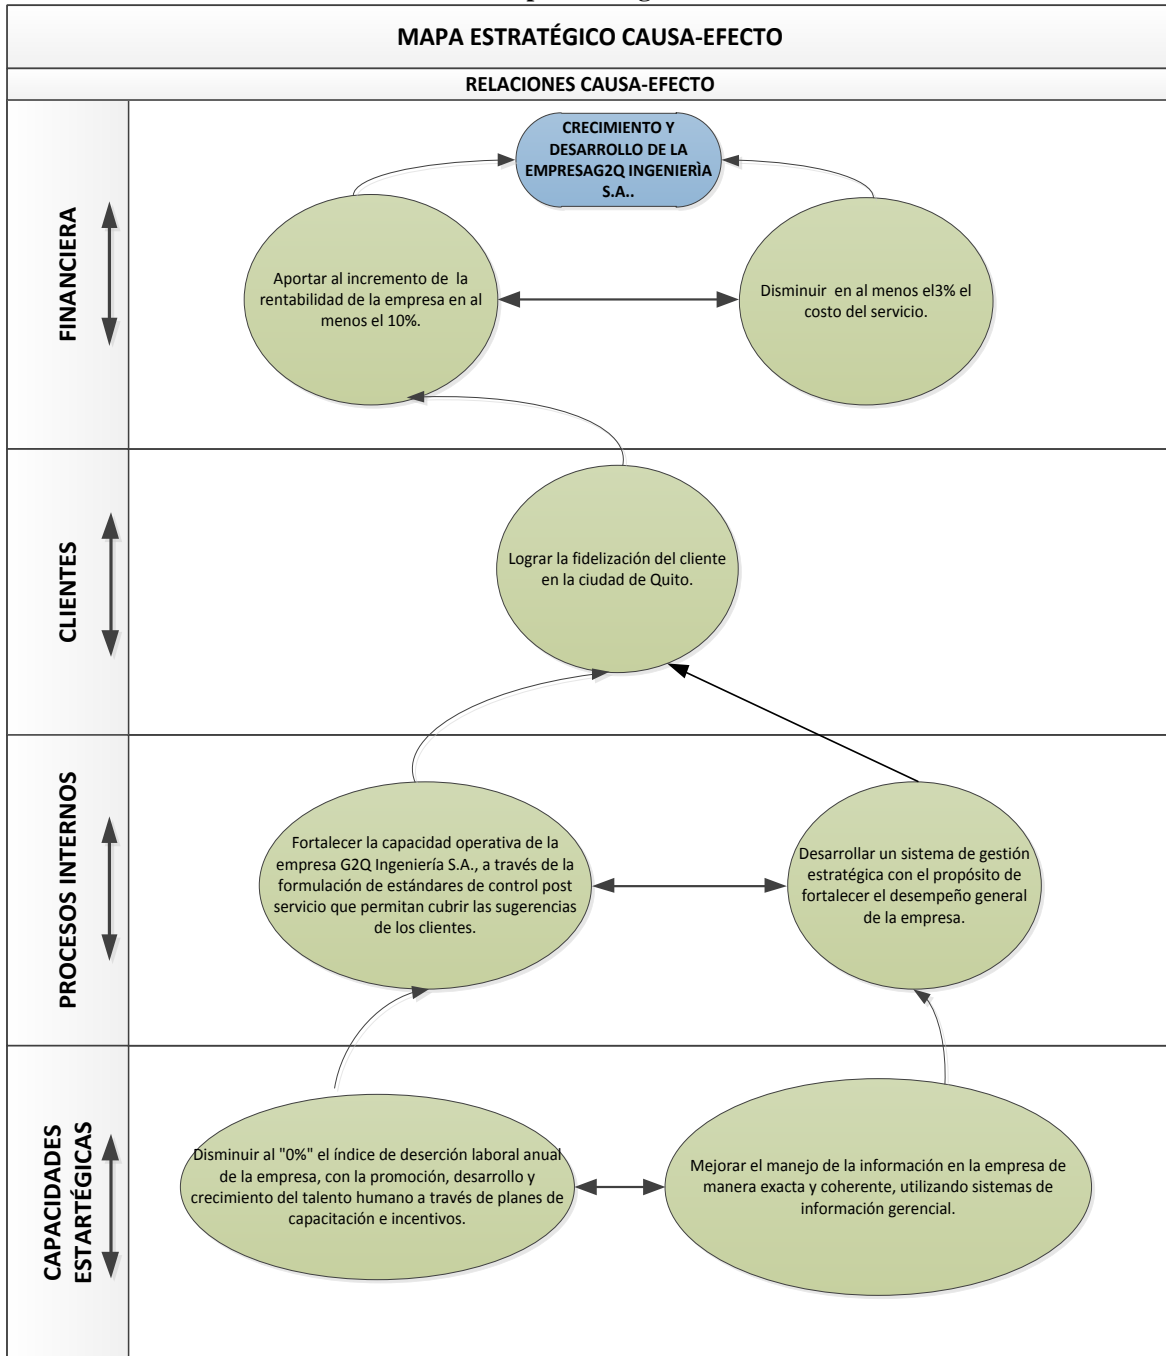 MAPA ESTRATÉGICO CAUSA-EFECTO
RELACIONES CAUSA-EFECTO
FINANCIERA
CRECIMIENTO Y
DESARROLLO DE LA
EMPRESAG2Q INGENIERÌA
S.A..
Aportar al incremento de la
rentabilidad de la empresa en al
menos el 10%.
Disminuir en al menos el3% el
costo del servicio.
CLIENTES
Lograr la fidelización del cliente
en la ciudad de Quito.
PROCESOS INTERNOS
Fortalecer la capacidad operativa de la
empresa G2Q Ingeniería S.A., a través de la
formulación de estándares de control post
servicio que permitan cubrir las sugerencias
de los clientes.
Desarrollar un sistema de gestión
estratégica con el propósito de
fortalecer el desempeño general
de la empresa.
CAPACIDADES
ESTARTÉGICAS
Disminuir al "0%" el índice de deserción laboral anual
de la empresa, con la promoción, desarrollo y
crecimiento del talento humano a través de planes de
capacitación e incentivos.
Mejorar el manejo de la información en la empresa de
manera exacta y coherente, utilizando sistemas de
información gerencial.